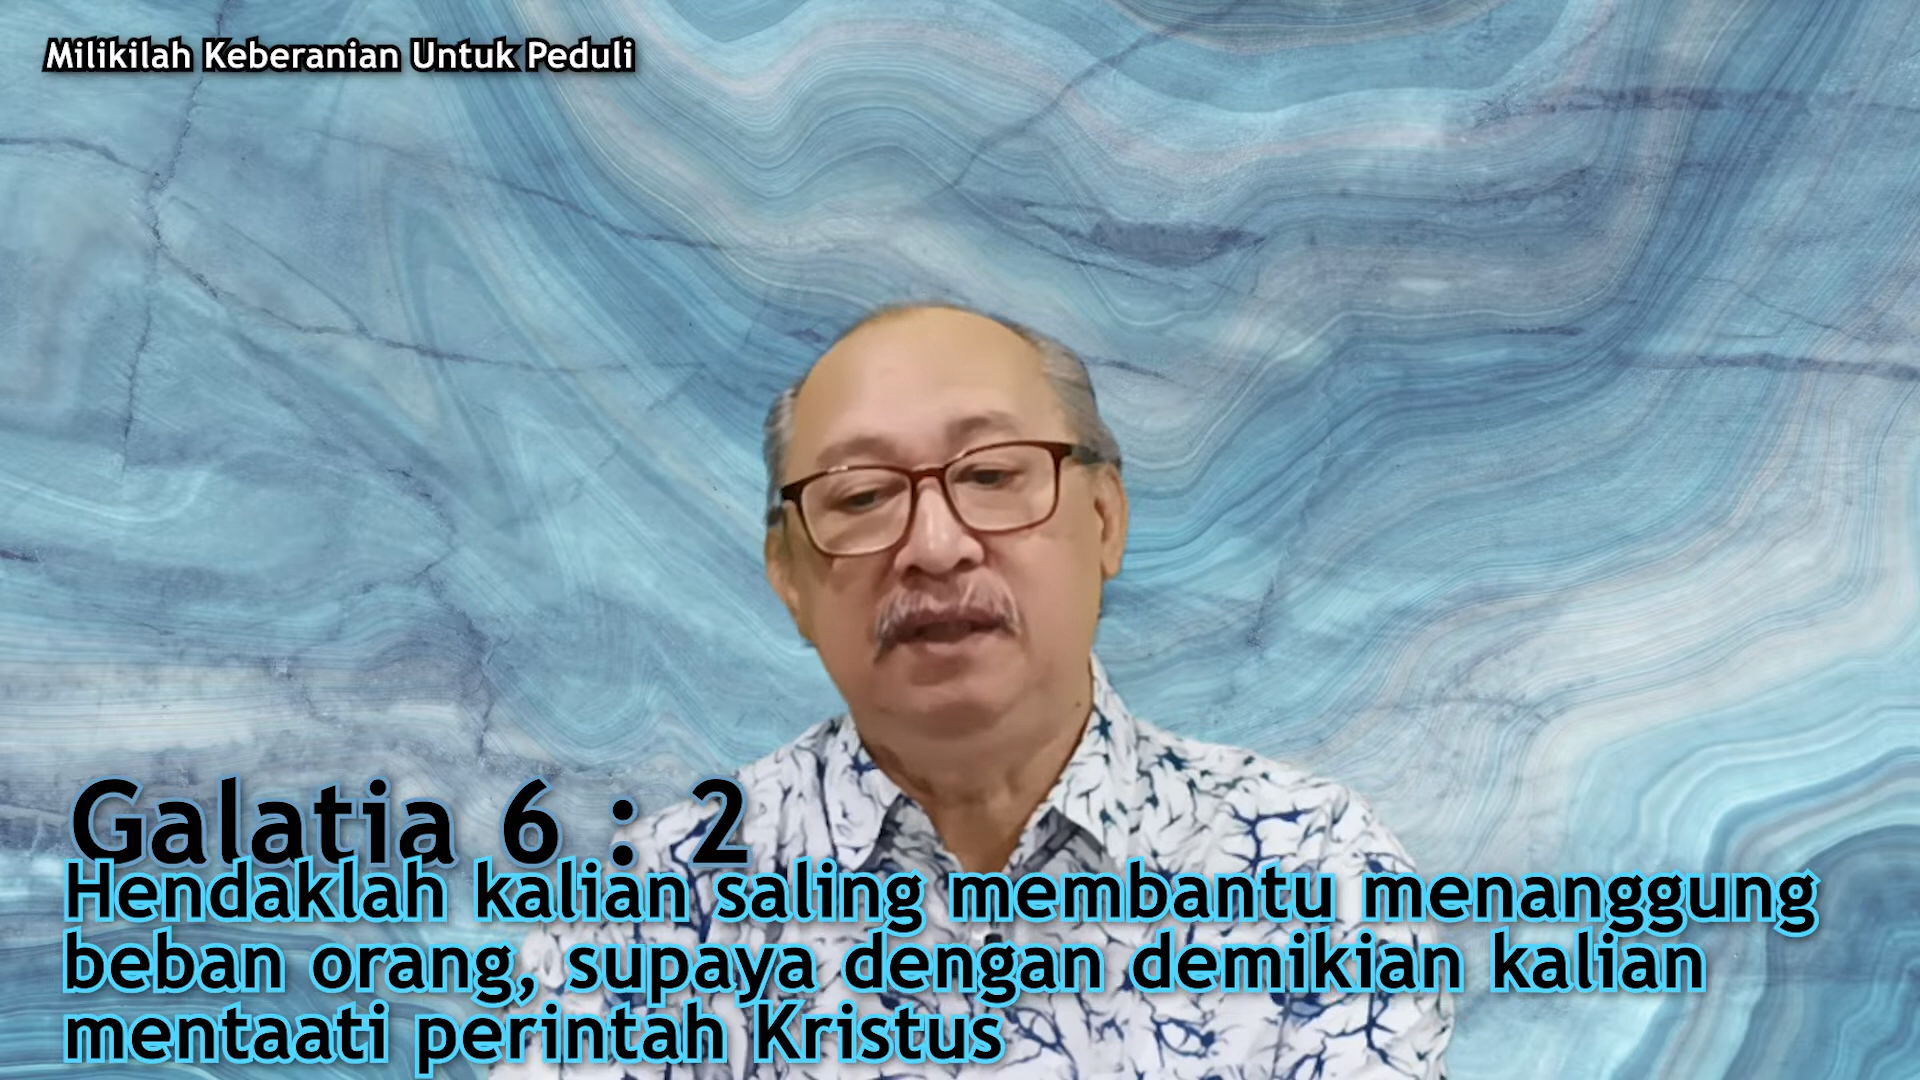 Milikilah Keberanian Untuk Peduli
Galatia 6 : 2
Hendaklah kalian saling membantu menanggung
beban orang, supaya dengan demikian kalian
mentaati perintah Kristus